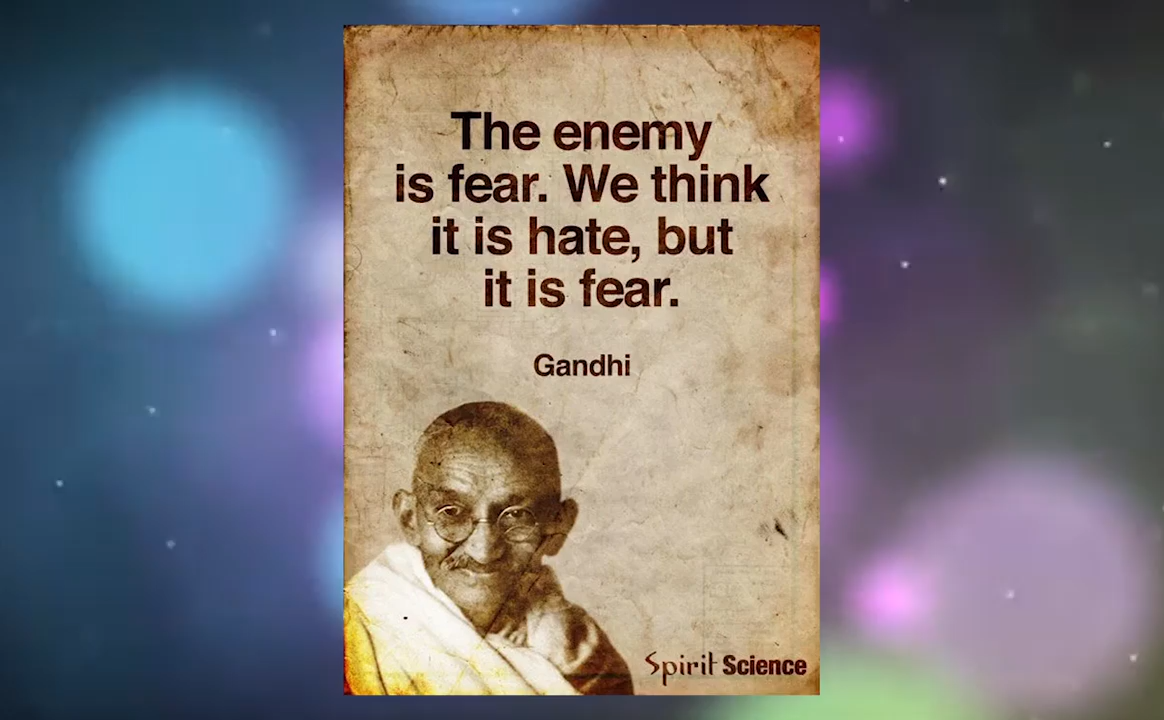 The enemy
is fear. We think
it is hate, but
it is fear.
Gandhi
Spirit Science